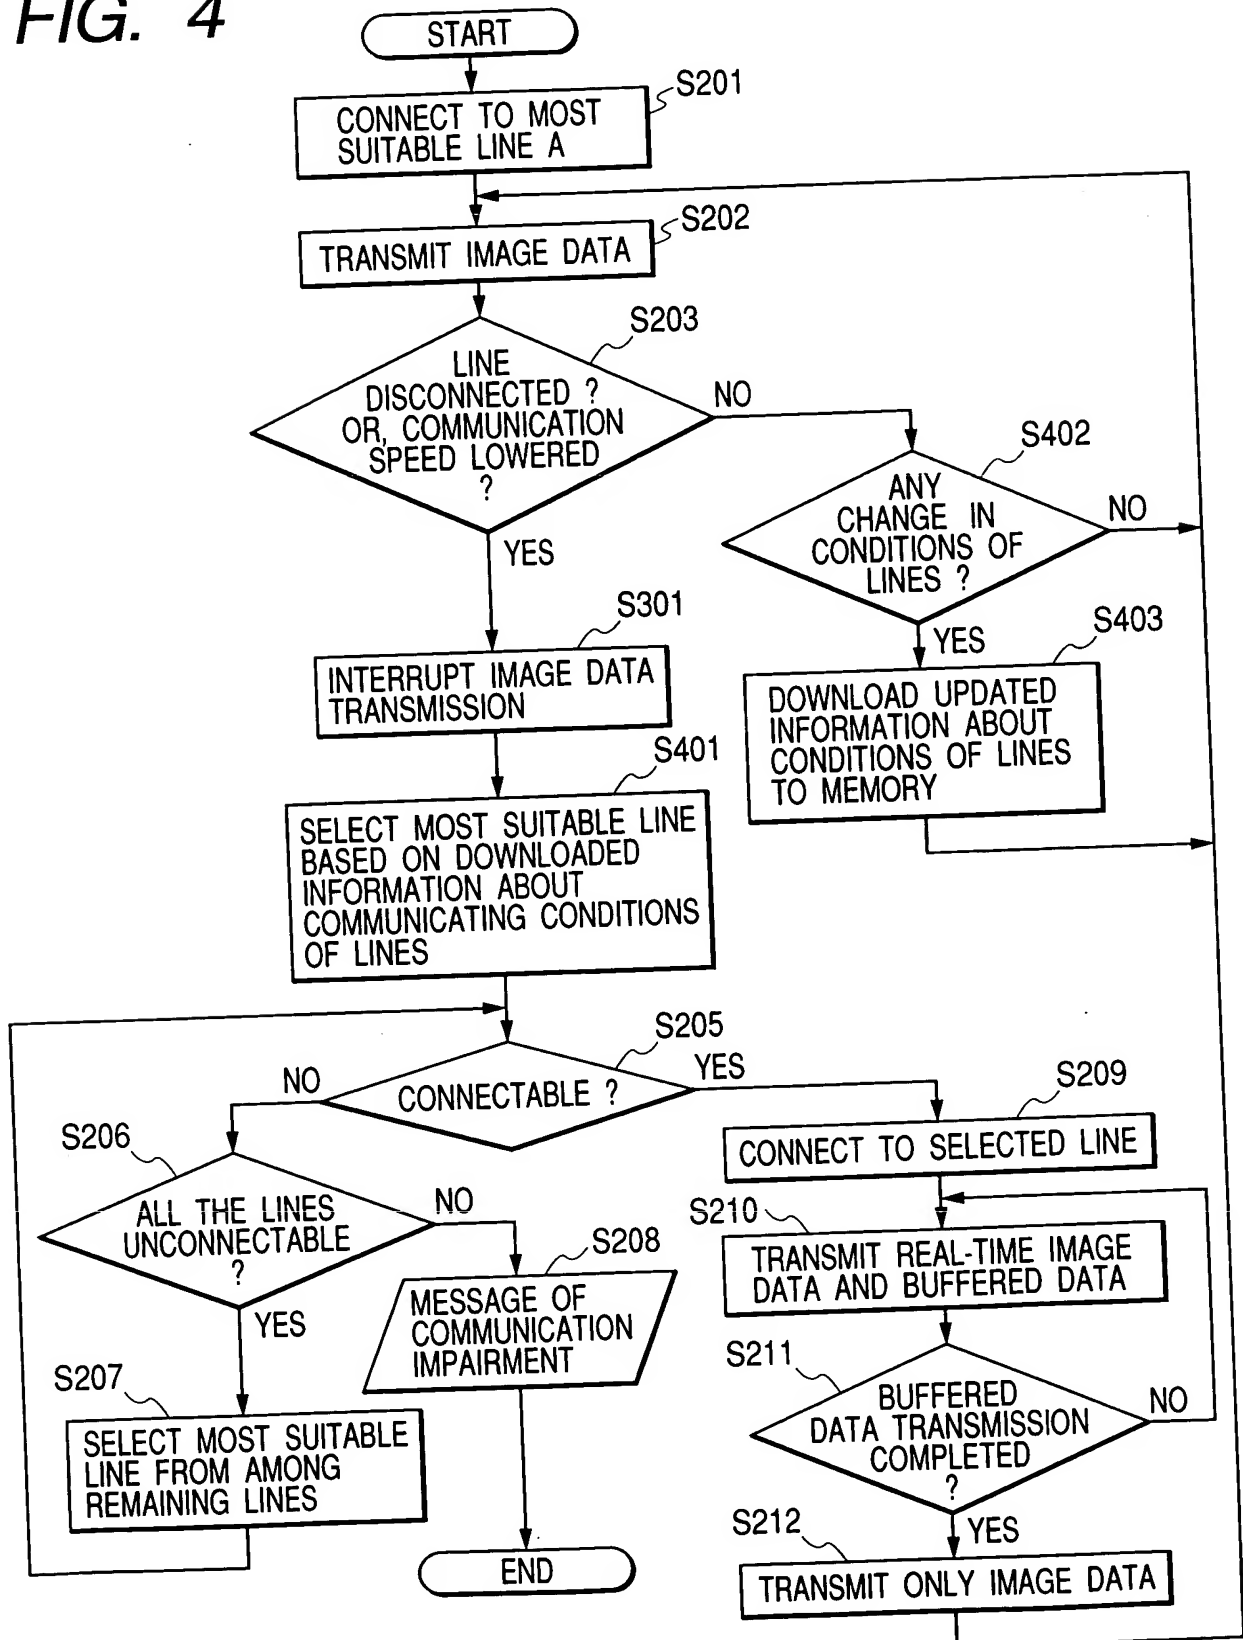 FIG. 4
START
S201
CONNECT TO MOST
SUITABLE LINE A
S202
TRANSMIT IMAGE DATA
S203
LINE
DISCONNECTED ?
OR, COMMUNICATION
SPEED LOWERED
?
NO
YES
S402
ANY
CHANGE IN
CONDITIONS OF
LINES ?
NO
YES
S403
DOWNLOAD UPDATED
INFORMATION ABOUT
CONDITIONS OF LINES
TO MEMORY
S301
INTERRUPT IMAGE DATA
TRANSMISSION
S401
SELECT MOST SUITABLE LINE
BASED ON DOWNLOADED
INFORMATION ABOUT
COMMUNICATING CONDITIONS
OF LINES
S205
CONNECTABLE ?
NO
YES
S206
ALL THE LINES
UNCONNECTABLE
?
NO
YES
S207
SELECT MOST SUITABLE
LINE FROM AMONG
REMAINING LINES
S208
MESSAGE OF
COMMUNICATION
IMPAIRMENT
END
S209
CONNECT TO SELECTED LINE
S210
TRANSMIT REAL-TIME IMAGE
DATA AND BUFFERED DATA
S211
BUFFERED
DATA TRANSMISSION
COMPLETED
?
NO
YES
S212
TRANSMIT ONLY IMAGE DATA